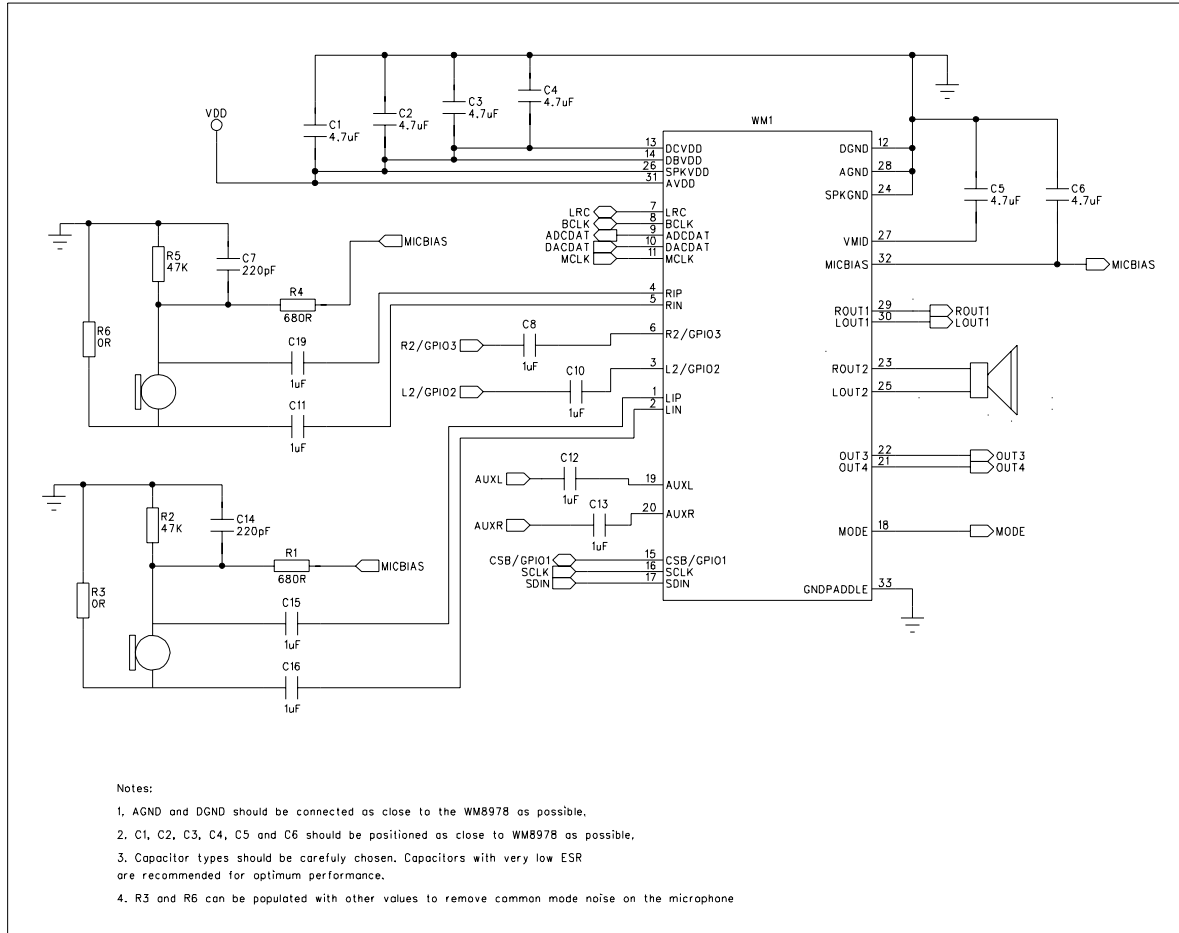 C4
4.7uF
C3
4.7uF
C2
4.7uF
C1
4.7uF
VDD
WM1
13 DCVDD
14 DBVDD
26 SPKVDD
31 AVDD
DGND 12
AGND 28
SPKGND 24
C5
4.7uF
C6
4.7uF
LRC 7 LRC
BCLK 8 BCLK
ADCDAT 9 ADCDAT
DACDAT 10 DACDAT
MCLK 11 MCLK
VMID 27
MICBIAS 32 MICBIAS
R5
47K
C7
220pF
MICBIAS
R4
680R
4 RIP
5 RIN
ROUT1 29 ROUT1
LOUT1 30 LOUT1
R6
0R
C19
1uF
R2/GPIO3 C8 6 R2/GPIO3
1uF
L2/GPIO2 C10 3 L2/GPIO2
1uF
ROUT2 23
LOUT2 25
C11
1uF
1 LIP
2 LIN
OUT3 22 OUT3
OUT4 21 OUT4
AUXL C12 19 AUXL
1uF
AUXR C13 20 AUXR
1uF
R2
47K
C14
220pF
R1
680R
MICBIAS
MODE 18 MODE
CSB/GPIO1 15 CSB/GPIO1
SCLK 16 SCLK
SDIN 17 SDIN
GNDPADDLE 33
R3
0R
C15
1uF
C16
1uF
Notes:
1. AGND and DGND should be connected as close to the WM8978 as possible.
2. C1, C2, C3, C4, C5 and C6 should be positioned as close to WM8978 as possible.
3. Capacitor types should be carefuly chosen. Capacitors with very low ESR
are recommended for optimum performance.
4. R3 and R6 can be populated with other values to remove common mode noise on the microphone